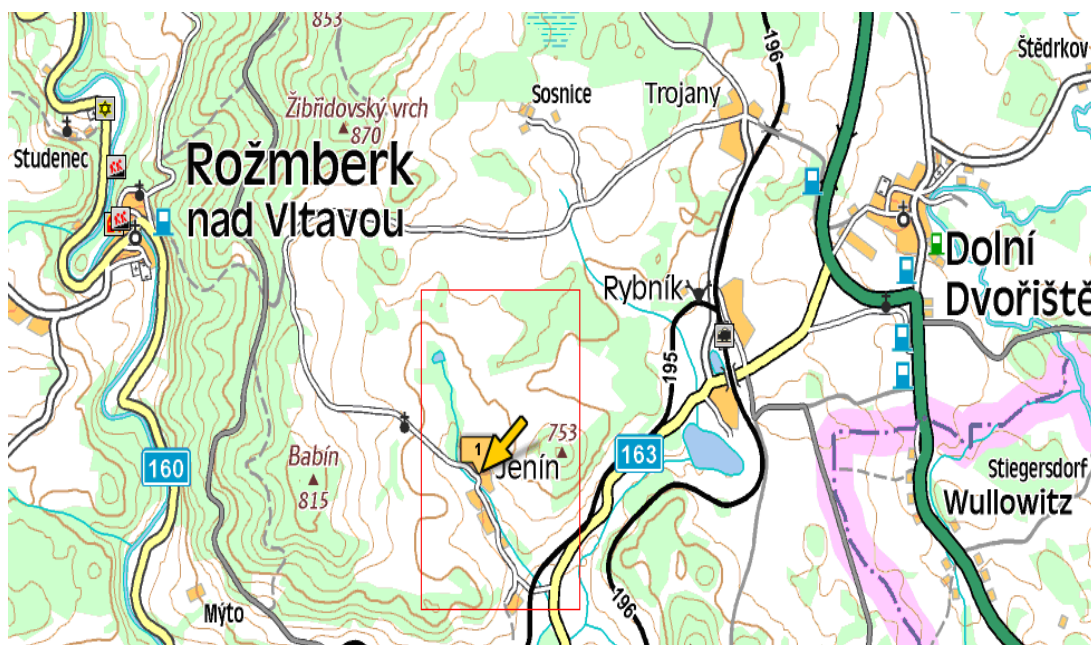 853
196
Štědrkov
Sosnice
Trojany
Žibřidovský vrch
870
Studenec
Rožmberk
nad Vltavou
Dolní
Dvořiště
Rybník
195
753
1
Jenín
163
160
Babín
815
Stiegersdorf
Wullowitz
196
Mýto